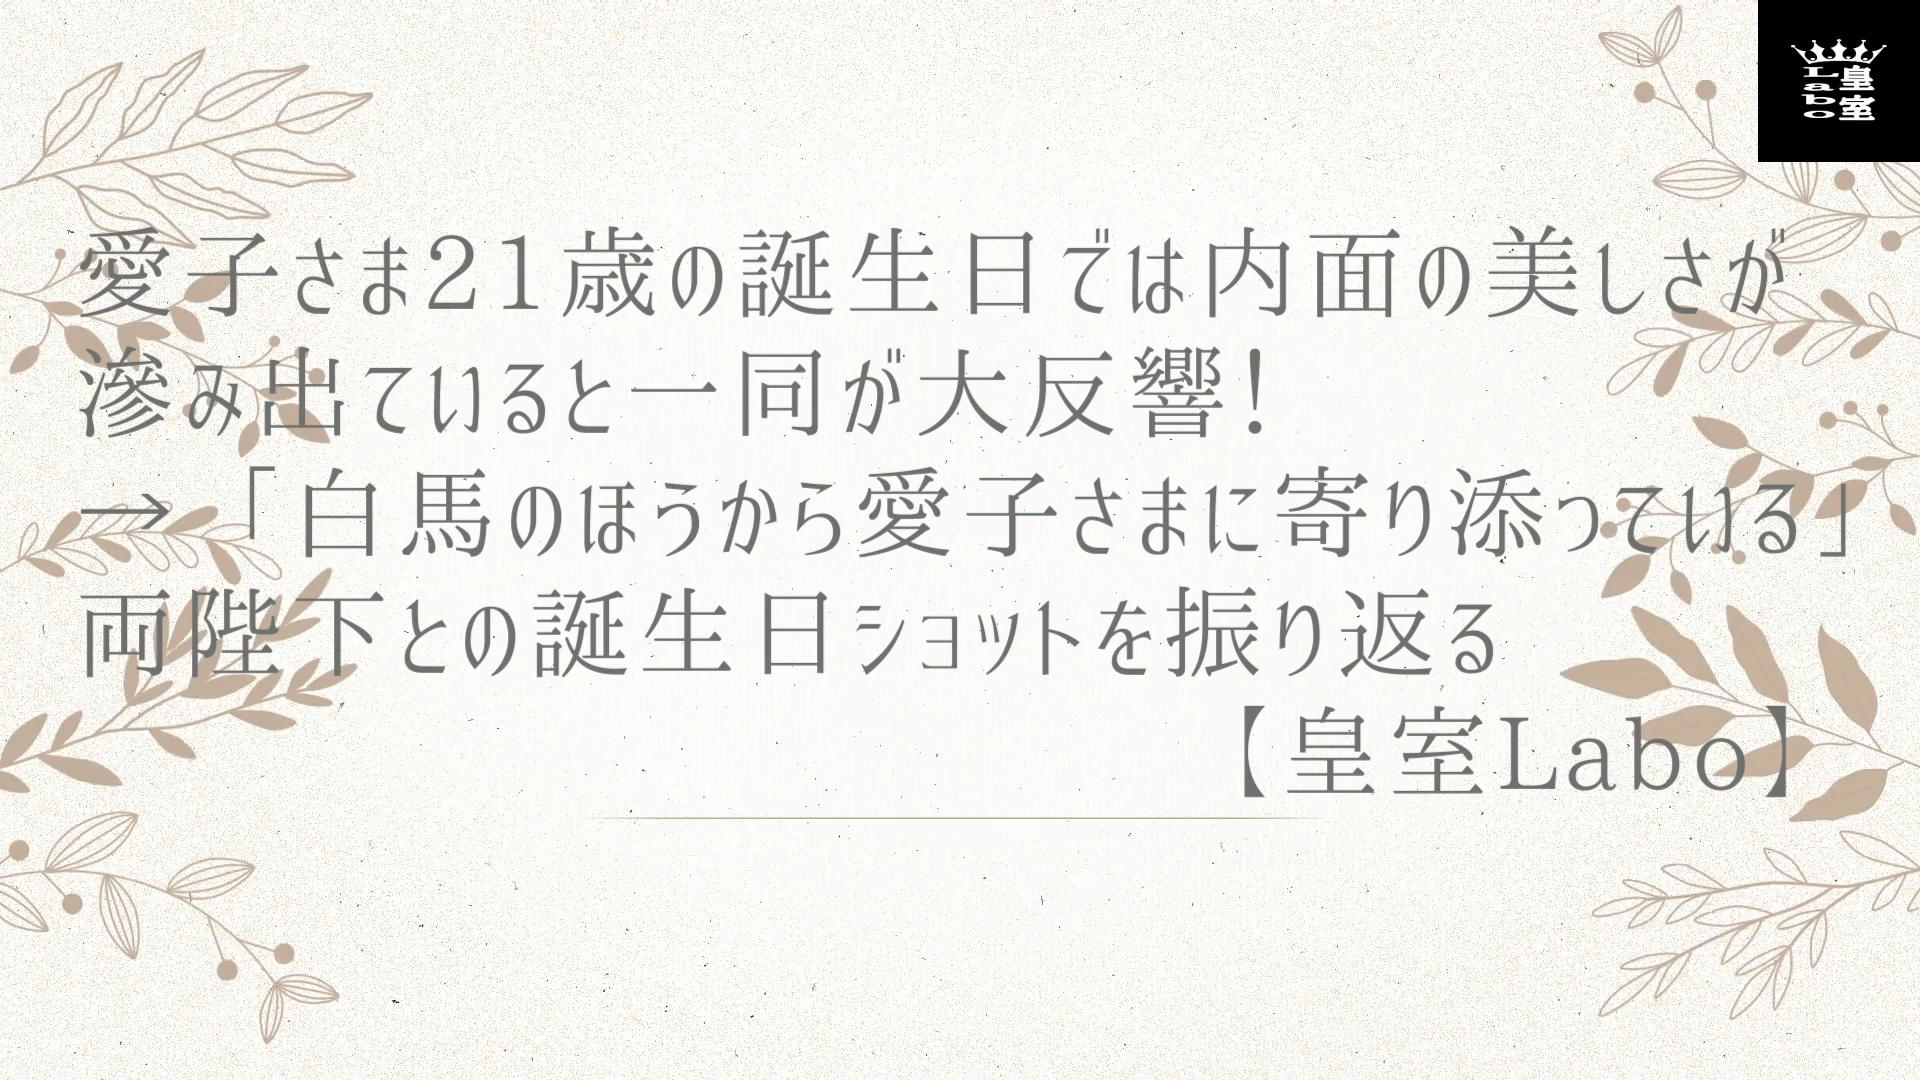 皇室
Labo
愛子さま21歳の誕生日では内面の美しさが
滲み出ていると一同が大反響!
→「白馬のほうから愛子さまに寄り添っている」
両陛下との誕生日ショットを振り返る
【皇室Labo】